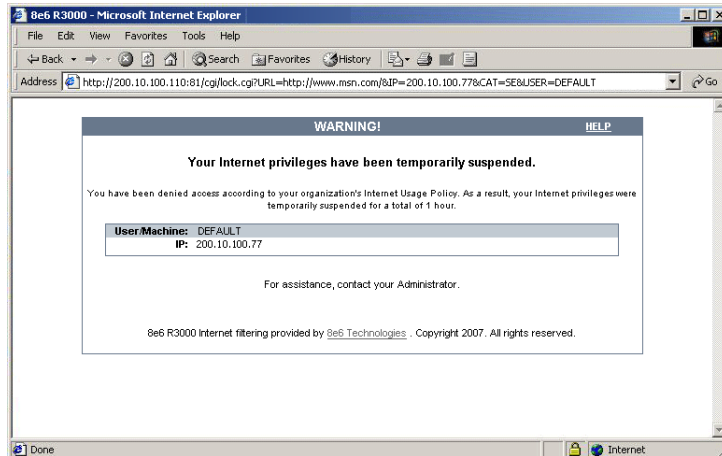 8e6 R3000 - Microsoft Internet Explorer
File Edit View Favorites Tools Help
Back Search Favorites History
Address http://200.10.100.110:81/cgi/lock.cgi?URL=http://www.msn.com/&IP=200.10.100.77&CAT=SE&USER=DEFAULT Go
WARNING! HELP
Your Internet privileges have been temporarily suspended.
You have been denied access according to your organization's Internet Usage Policy. As a result, your Internet privileges were
temporarily suspended for a total of 1 hour.
User/Machine: DEFAULT
IP: 200.10.100.77
For assistance, contact your Administrator.
8e6 R3000 Internet filtering provided by 8e6 Technologies . Copyright 2007. All rights reserved.
Done Internet